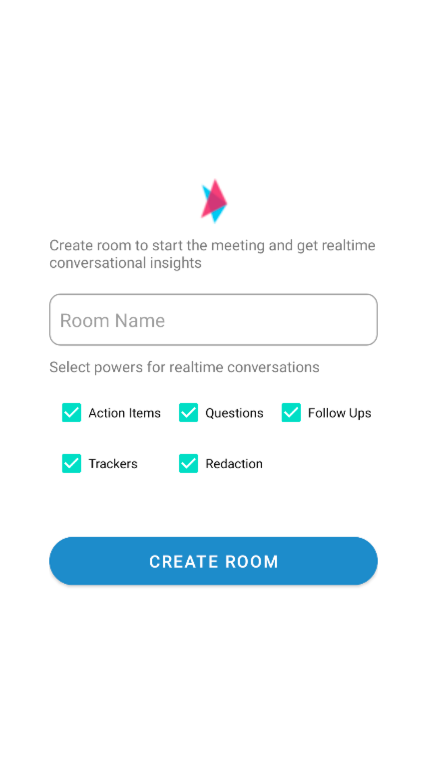 Create room to start the meeting and get realtime
conversational insights
Room Name
Select powers for realtime conversations
Action Items Questions Follow Ups
Trackers Redaction
CREATE ROOM